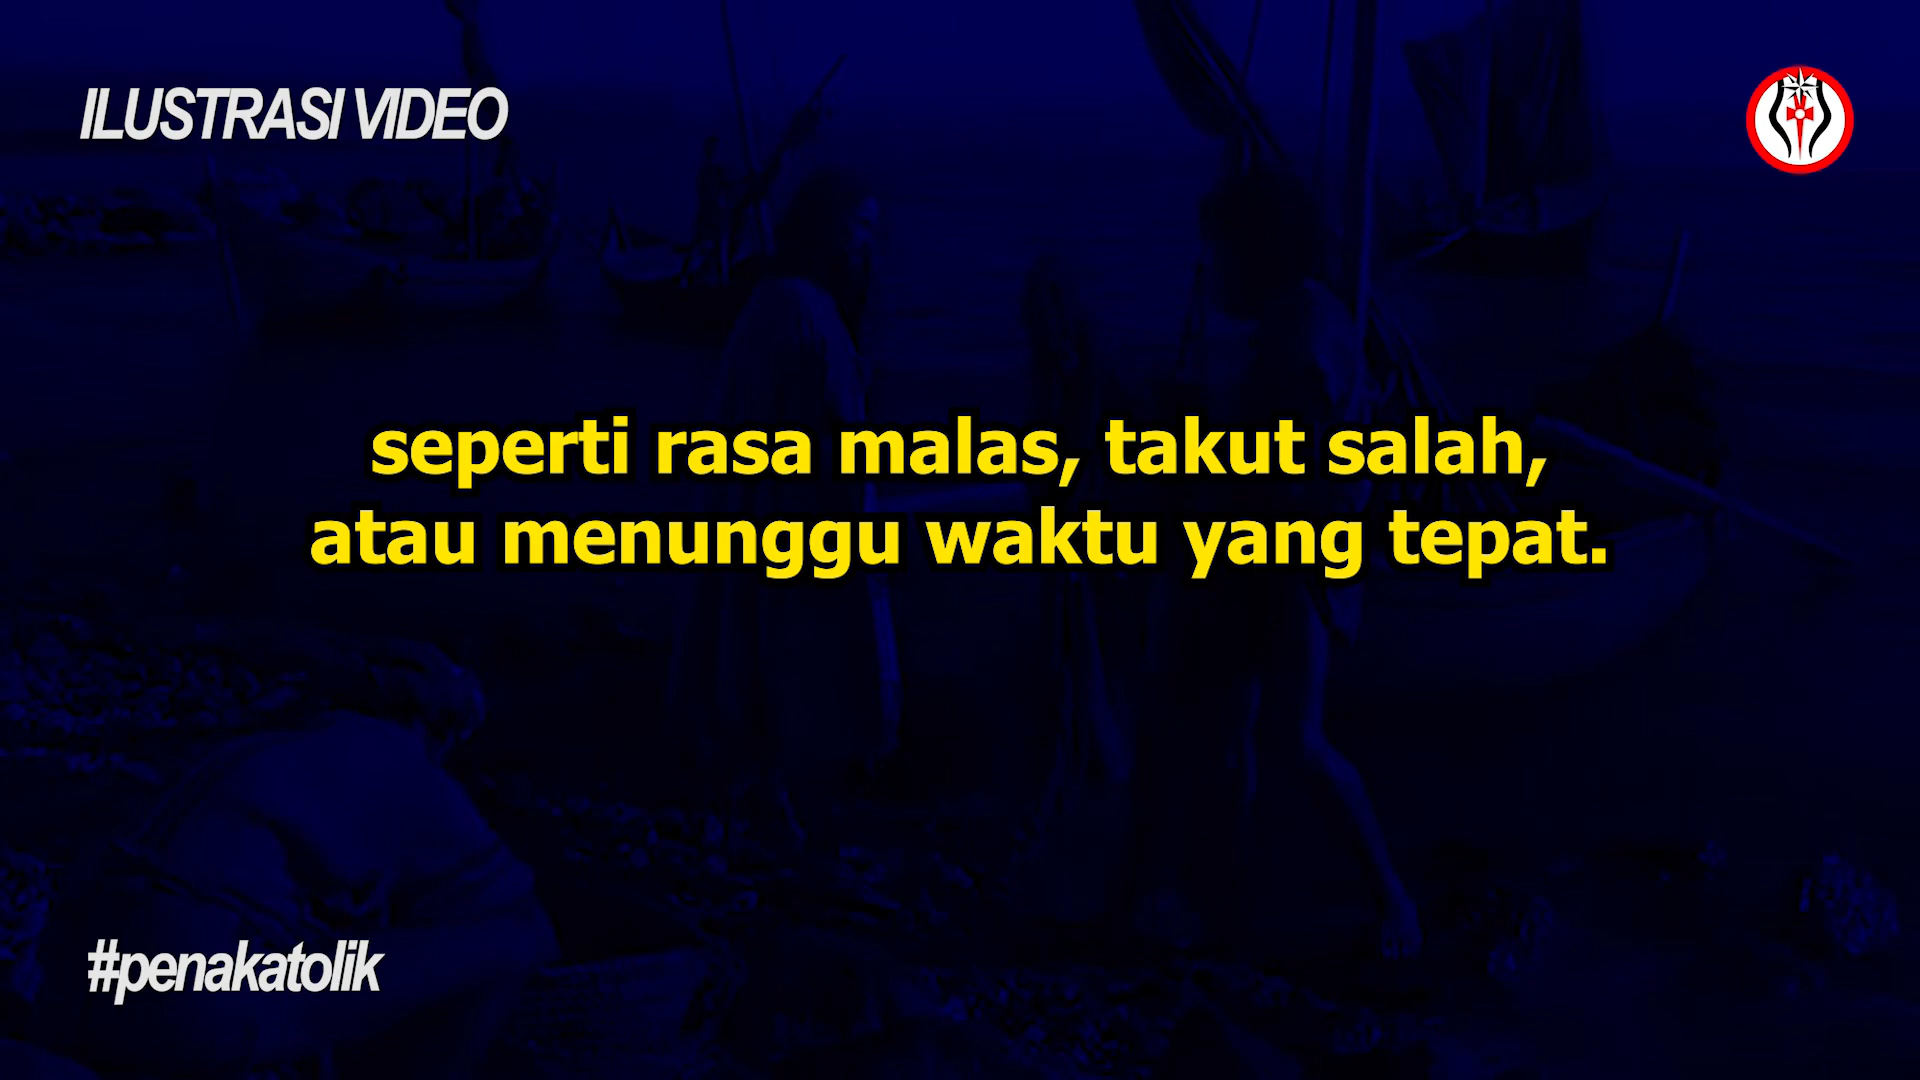 ILUSTRASI VIDEO
seperti rasa malas, takut salah,
atau menunggu waktu yang tepat.
#penakatolik